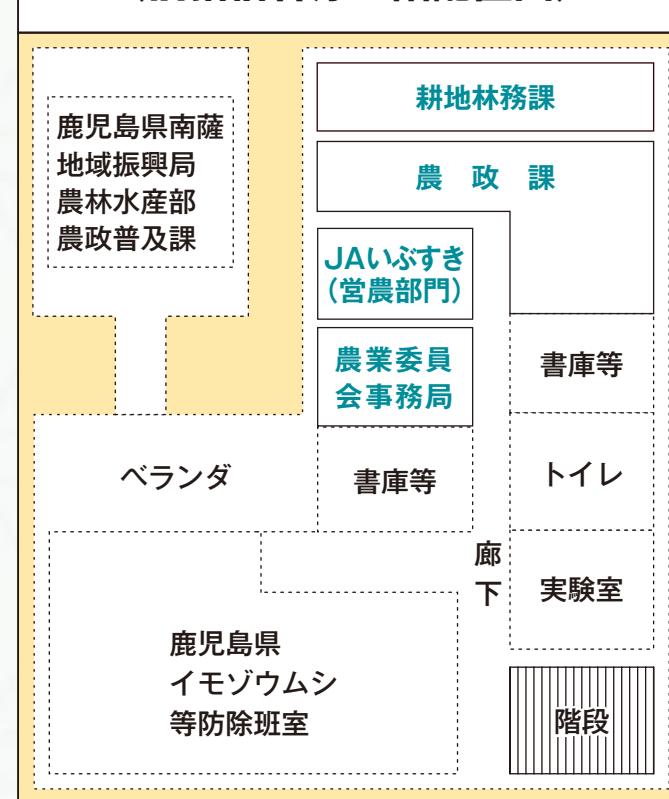 耕地林務課
鹿児島県南薩
地域振興局
農林水産部
農政普及課
農政課
JAいぶすき
（営農部門）
農業委員
会事務局
書庫等
ベランダ
書庫等
トイレ
廊下
実験室
鹿児島県
イモゾウムシ
等防除班室
階段